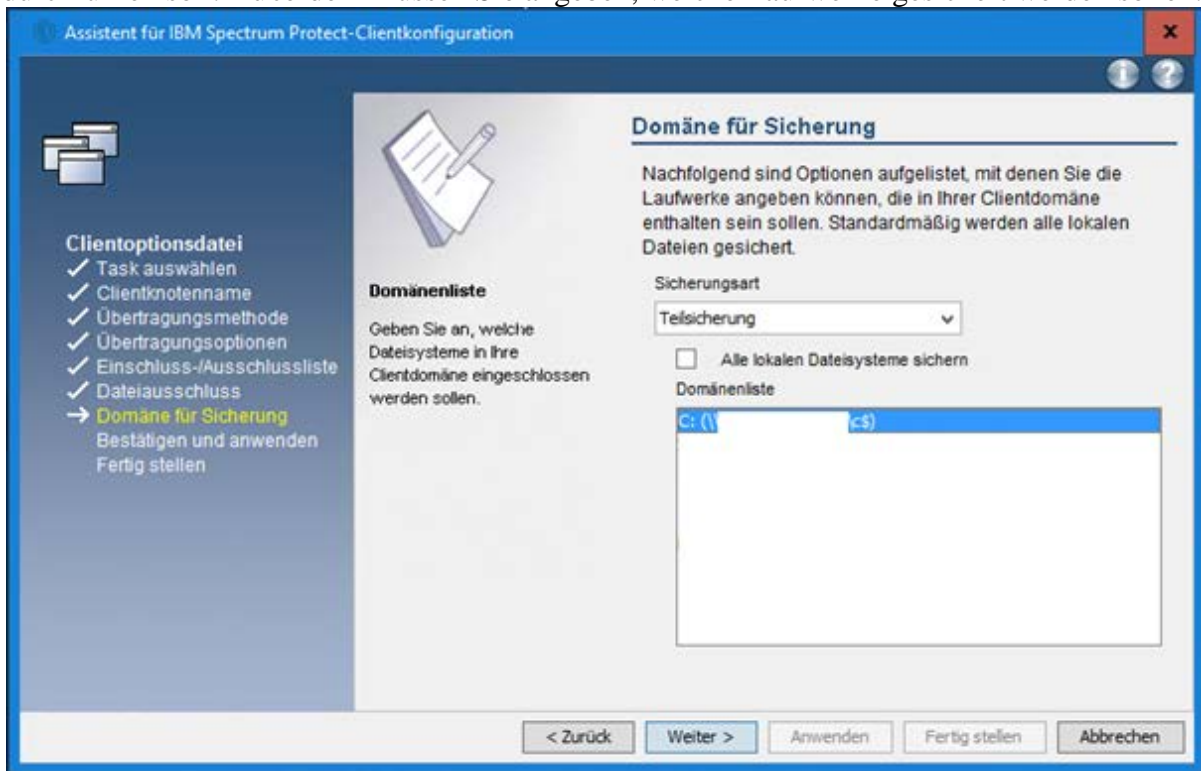 Assistent für IBM Spectrum Protect-Clientkonfiguration
Clientoptionsdatei
✓ Task auswählen
✓ Clientknotenname
✓ Übertragungsmethode
✓ Übertragungsoptionen
✓ Einschluss-/Ausschlussliste
✓ Dateiausschluss
→ Domäne für Sicherung
Bestätigen und anwenden
Fertig stellen
Domänenliste
Geben Sie an, welche
Dateisysteme in Ihre
Clientdomäne eingeschlossen
werden sollen.
Domäne für Sicherung
Nachfolgend sind Optionen aufgelistet, mit denen Sie die
Laufwerke angeben können, die in Ihrer Clientdomäne
enthalten sein sollen. Standardmäßig werden alle lokalen
Dateien gesichert.
Sicherungsart
Teilsicherung
Alle lokalen Dateisysteme sichern
Domänenliste
C: (\\ \c$)
< Zurück
Weiter >
Anwenden
Fertig stellen
Abbrechen